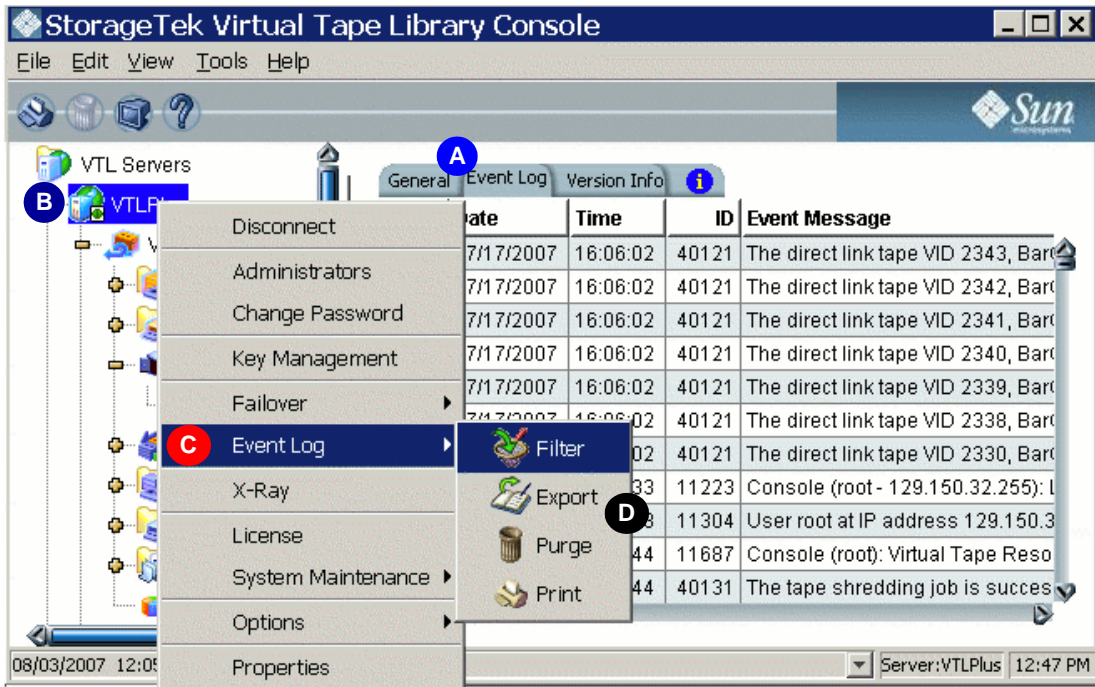 StorageTek Virtual Tape Library Console
File Edit View Tools Help
Sun
microsystems
VTL Servers
A
General Event Log Version Info i
B
Date Time ID Event Message
Disconnect
7/17/2007 16:06:02 40121 The direct link tape VID 2343,
Administrators
7/17/2007 16:06:02 40121 The direct link tape VID 2342,
Change Password
7/17/2007 16:06:02 40121 The direct link tape VID 2341,
7/17/2007 16:06:02 40121 The direct link tape VID 2340,
Key Management
7/17/2007 16:06:02 40121 The direct link tape VID 2339,
Failover
40121 The direct link tape VID 2338,
C Event Log
Filter
40121 The direct link tape VID 2330,
X-Ray
Export
D
11223 Console (root - 129.150.32.255):
11304 User root at IP address 129.150.3
License
Purge
44 11687 Console (root): Virtual Tape Reso
System Maintenance
Print
44 40131 The tape shredding job is succes
Options
08/03/2007 12:05
Properties
Server:VTLPlus 12:47 PM